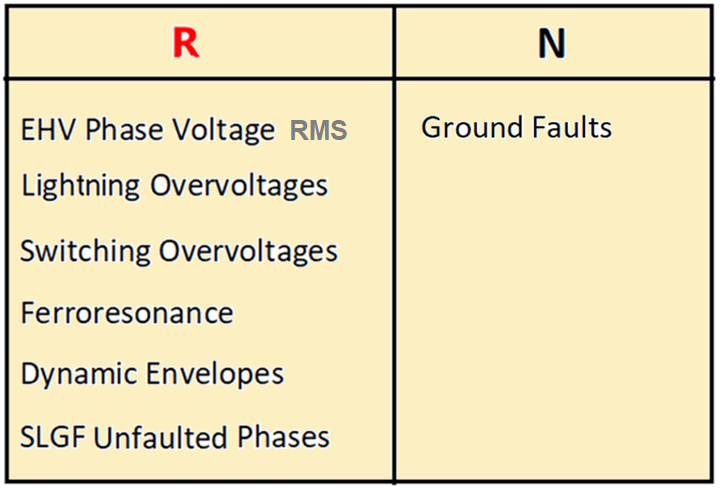 R N
EHV Phase Voltage RMS Ground Faults
Lightning Overvoltages
Switching Overvoltages
Ferroresonance
Dynamic Envelopes
SLGF Unfaulted Phases